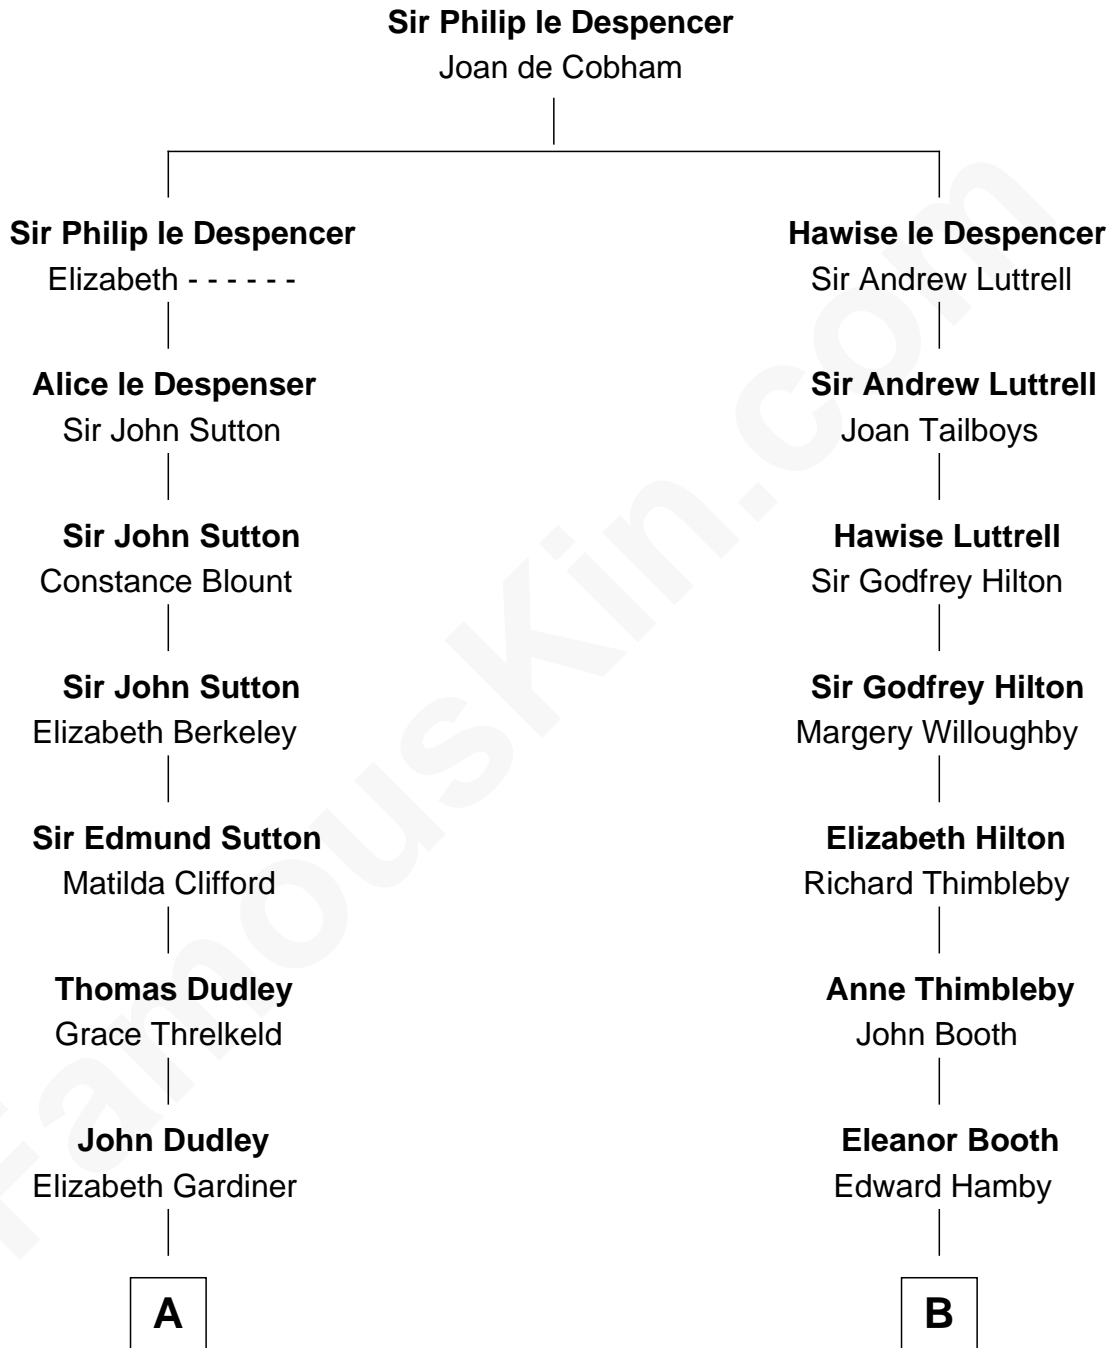 Sir Philip le Despencer
Joan de Cobham
Sir Philip le Despencer
Elizabeth - - - - - -
Hawise le Despencer
Sir Andrew Luttrell
Alice le Despenser
Sir John Sutton
Sir Andrew Luttrell
Joan Tailboys
Sir John Sutton
Constance Blount
Hawise Luttrell
Sir Godfrey Hilton
Sir John Sutton
Elizabeth Berkeley
Sir Godfrey Hilton
Margery Willoughby
Sir Edmund Sutton
Matilda Clifford
Elizabeth Hilton
Richard Thimbleby
Thomas Dudley
Grace Threlkeld
Anne Thimbleby
John Booth
John Dudley
Elizabeth Gardiner
Eleanor Booth
Edward Hamby
A
B
FamousKin.com